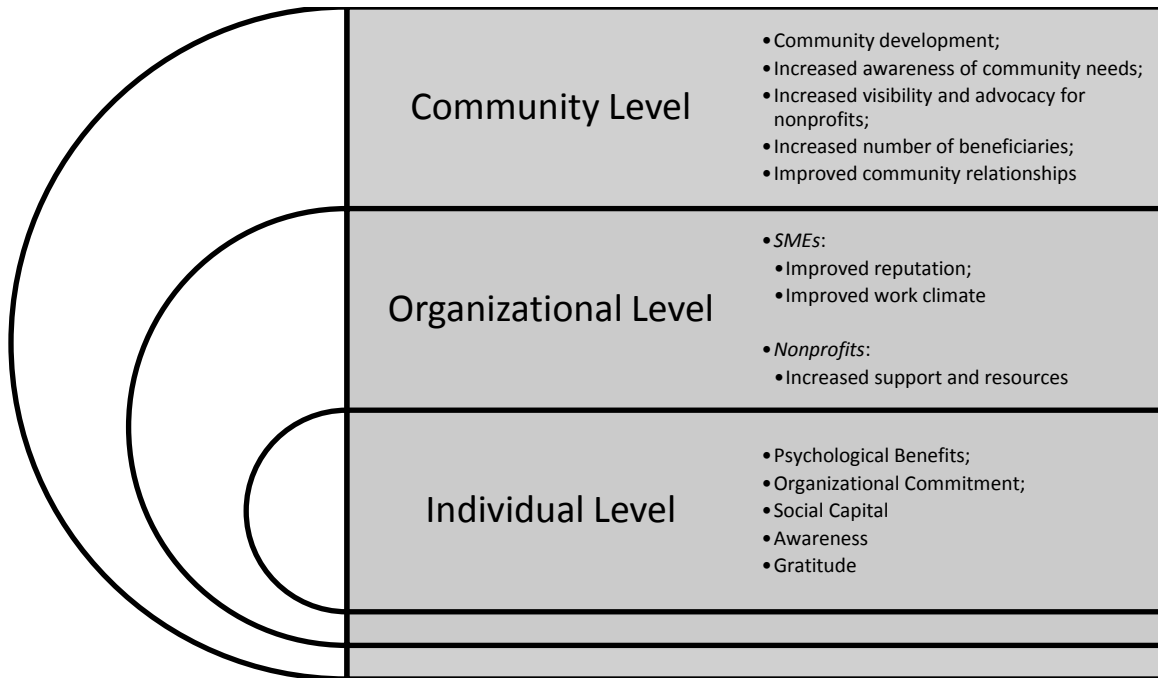 Community Level
•Community development;
•Increased awareness of community needs;
•Increased visibility and advocacy for
nonprofits;
•Increased number of beneficiaries;
•Improved community relationships
Organizational Level
•SMEs:
•Improved reputation;
•Improved work climate
•Nonprofits:
•Increased support and resources
Individual Level
•Psychological Benefits;
•Organizational Commitment;
•Social Capital
•Awareness
•Gratitude